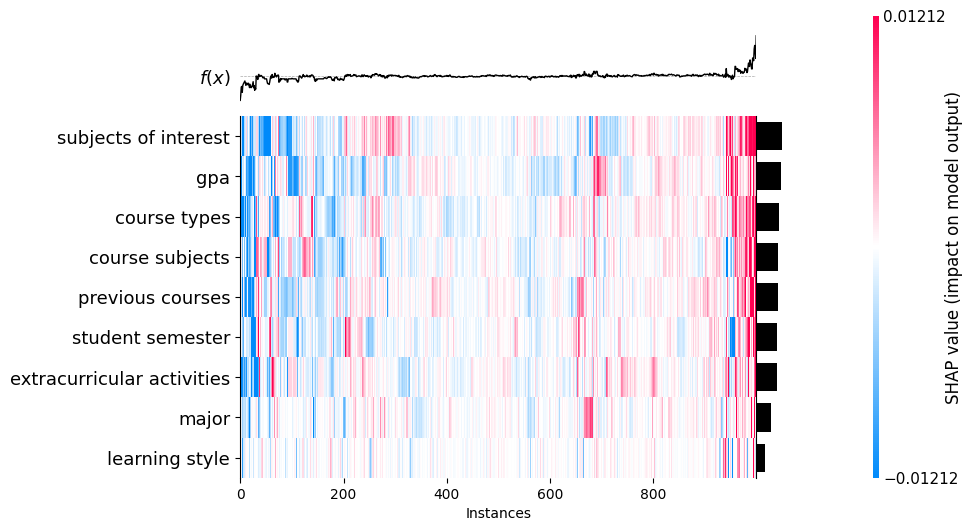 0.01212
f(x)
subjects of interest
gpa
course types
course subjects
previous courses
student semester
extracurricular activities
major
learning style
0 200 400 600 800
Instances
−0.01212
SHAP value (impact on model output)